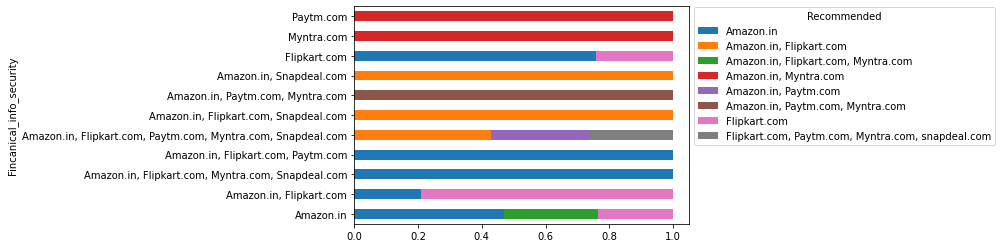 Fincanical_info_security
Paytm.com
Myntra.com
Flipkart.com
Amazon.in, Snapdeal.com
Amazon.in, Paytm.com, Myntra.com
Amazon.in, Flipkart.com, Snapdeal.com
Amazon.in, Flipkart.com, Paytm.com, Myntra.com, Snapdeal.com
Amazon.in, Flipkart.com, Paytm.com
Amazon.in, Flipkart.com, Myntra.com, Snapdeal.com
Amazon.in, Flipkart.com
Amazon.in
0.0 0.2 0.4 0.6 0.8 1.0
Recommended
Amazon.in
Amazon.in, Flipkart.com
Amazon.in, Flipkart.com, Myntra.com
Amazon.in, Myntra.com
Amazon.in, Paytm.com
Amazon.in, Paytm.com, Myntra.com
Flipkart.com
Flipkart.com, Paytm.com, Myntra.com, snapdeal.com